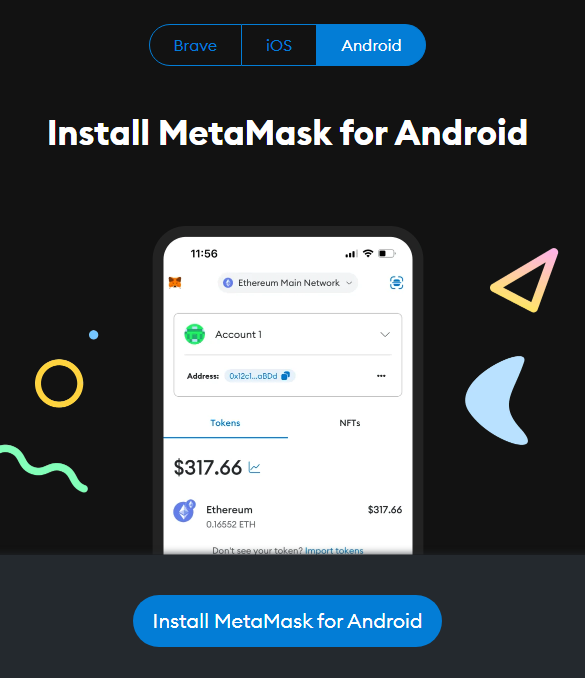 Brave iOS Android
Install MetaMask for Android
11:56
Ethereum Main Network
Account 1
Address: 0x12c1...aBDd
Tokens NFTs
$317.66
Ethereum $317.66
0.16552 ETH
Don't see your token? Import tokens
Install MetaMask for Android